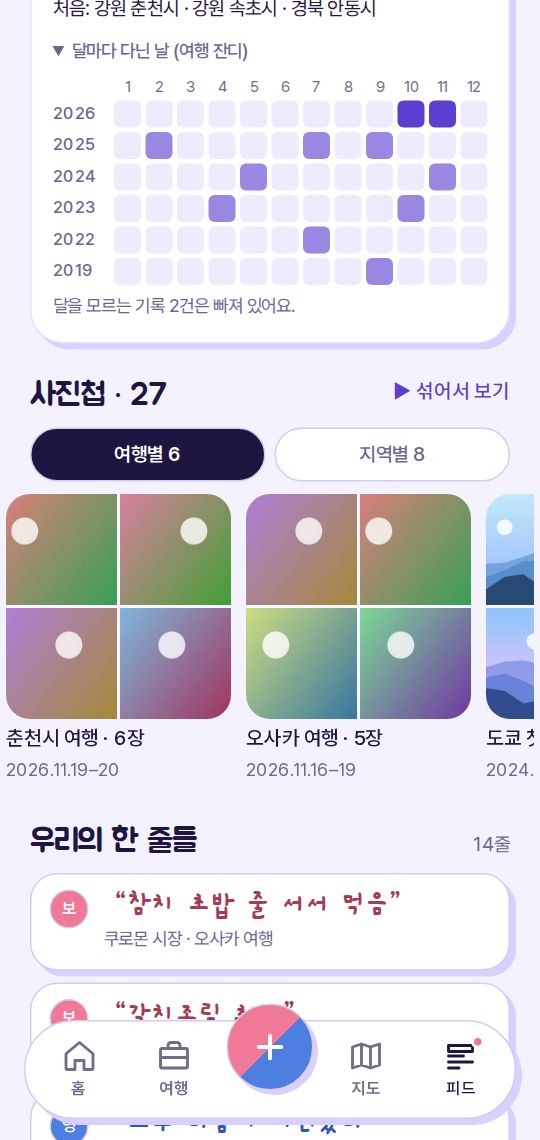 처음: 강원 춘천시 · 강원 속초시 · 경북 안동시
▼ 달마다 다닌 날 (여행 잔디)
1 2 3 4 5 6 7 8 9 10 11 12
2026
2025
2024
2023
2022
2019
달을 모르는 기록 2건은 빠져 있어요.
사진첩 · 27
▶ 섞어서 보기
여행별 6
지역별 8
춘천시 여행 · 6장
2026.11.19–20
오사카 여행 · 5장
2026.11.16–19
도쿄
2024.
우리의 한 줄들
14줄
보
“참치 초밥 줄 서서 먹음”
쿠로몬 시장 · 오사카 여행
“갈치조림
홈
여행
지도
피드